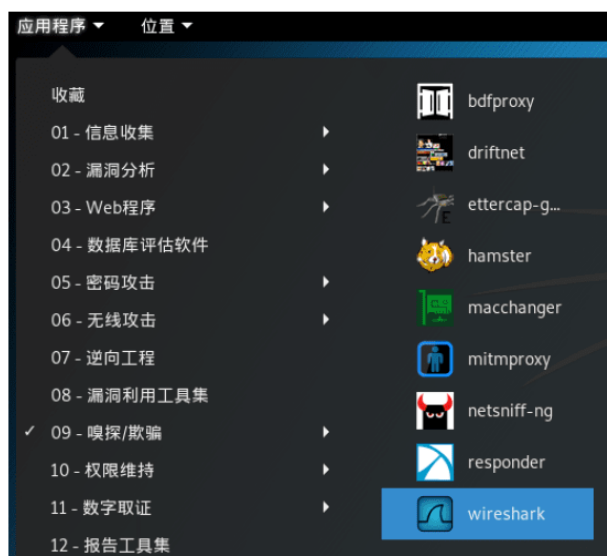 应用程序 位置
收藏
01 - 信息收集
02 - 漏洞分析
03 - Web程序
04 - 数据库评估软件
05 - 密码攻击
06 - 无线攻击
07 - 逆向工程
08 - 漏洞利用工具集
✓ 09 - 嗅探/欺骗
10 - 权限维持
11 - 数字取证
12 - 报告工具集
bdfproxy
driftnet
ettercap-g...
hamster
macchanger
mitmproxy
netsniff-ng
responder
wireshark